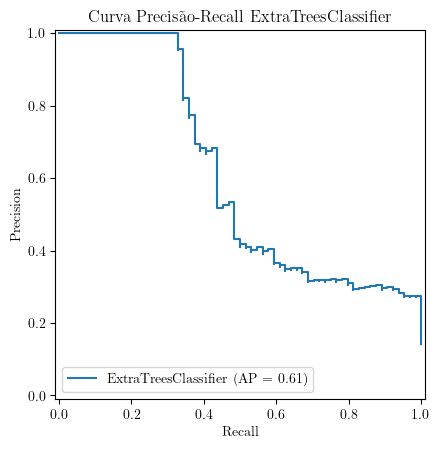 Curva Precisão-Recall ExtraTreesClassifier
1.0
0.8
0.6
0.4
0.2
0.0
Precision
ExtraTreesClassifier (AP = 0.61)
0.0 0.2 0.4 0.6 0.8 1.0
Recall